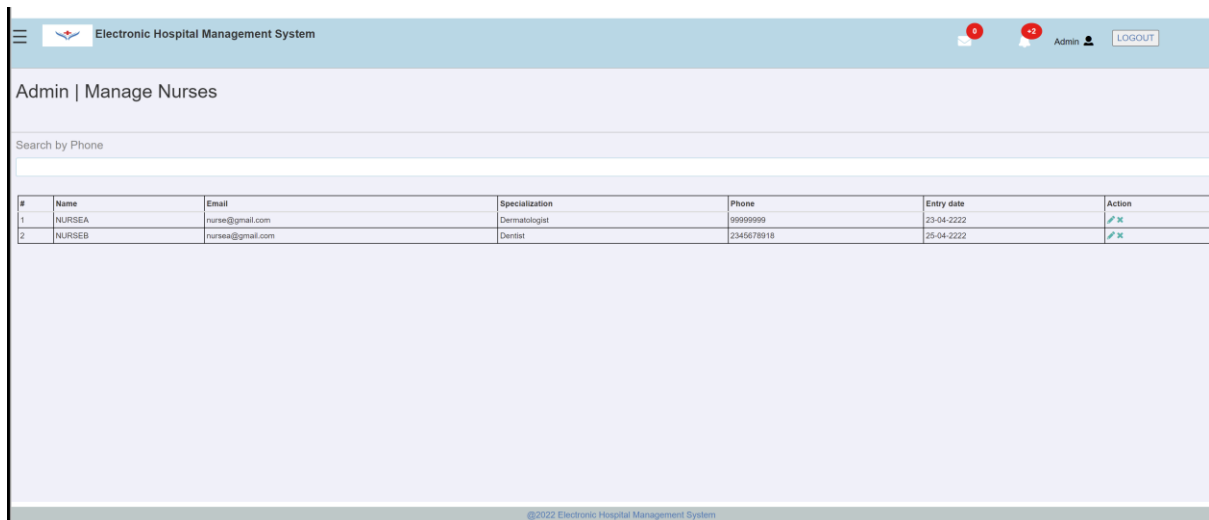 Electronic Hospital Management System
0
+2
Admin
LOGOUT
Admin | Manage Nurses
Search by Phone
# Name Email Specialization Phone Entry date Action
1 NURSEA nurse@gmail.com Dermatologist 99999999 23-04-2222
2 NURSEB nursea@gmail.com Dentist 2345678918 25-04-2222
@2022 Electronic Hospital Management System